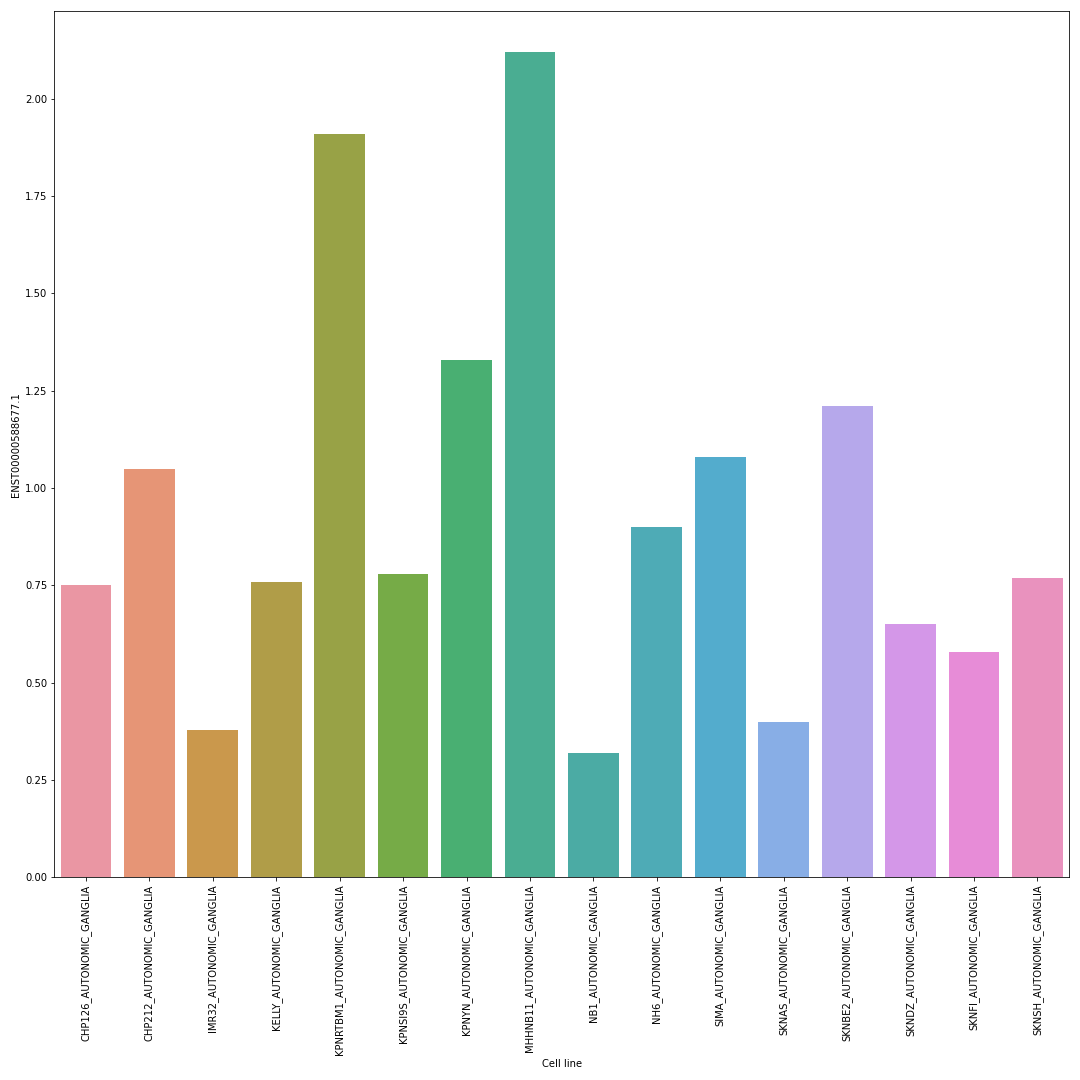 ENST00000588677.1
2.00
1.75
1.50
1.25
1.00
0.75
0.50
0.25
0.00
CHP126_AUTONOMIC_GANGLIA
CHP212_AUTONOMIC_GANGLIA
IMR32_AUTONOMIC_GANGLIA
KELLY_AUTONOMIC_GANGLIA
KPNRTBM1_AUTONOMIC_GANGLIA
KPNSI9S_AUTONOMIC_GANGLIA
KPNYN_AUTONOMIC_GANGLIA
MHHNB11_AUTONOMIC_GANGLIA
NB1_AUTONOMIC_GANGLIA
NH6_AUTONOMIC_GANGLIA
SIMA_AUTONOMIC_GANGLIA
SKNAS_AUTONOMIC_GANGLIA
SKNBE2_AUTONOMIC_GANGLIA
SKNDZ_AUTONOMIC_GANGLIA
SKNFI_AUTONOMIC_GANGLIA
SKNSH_AUTONOMIC_GANGLIA
Cell line